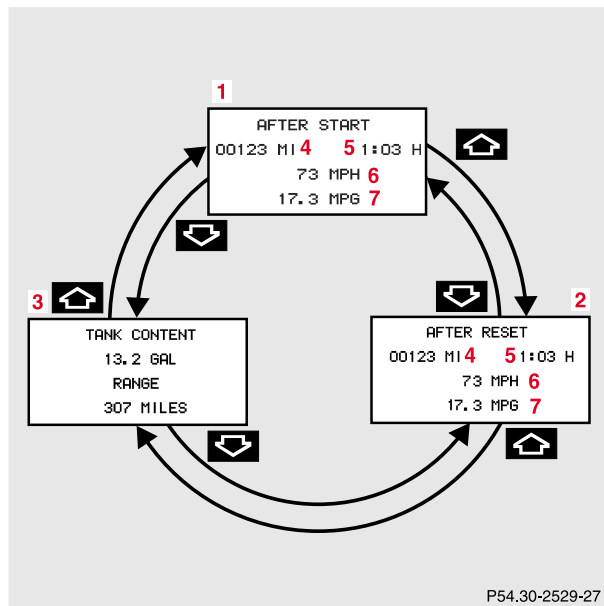 1
AFTER START
00123 MI 4 5 1:03 H
73 MPH 6
17.3 MPG 7
3
TANK CONTENT
13.2 GAL
RANGE
307 MILES
2
AFTER RESET
00123 MI 4 5 1:03 H
73 MPH 6
17.3 MPG 7
P54.30-2529-27